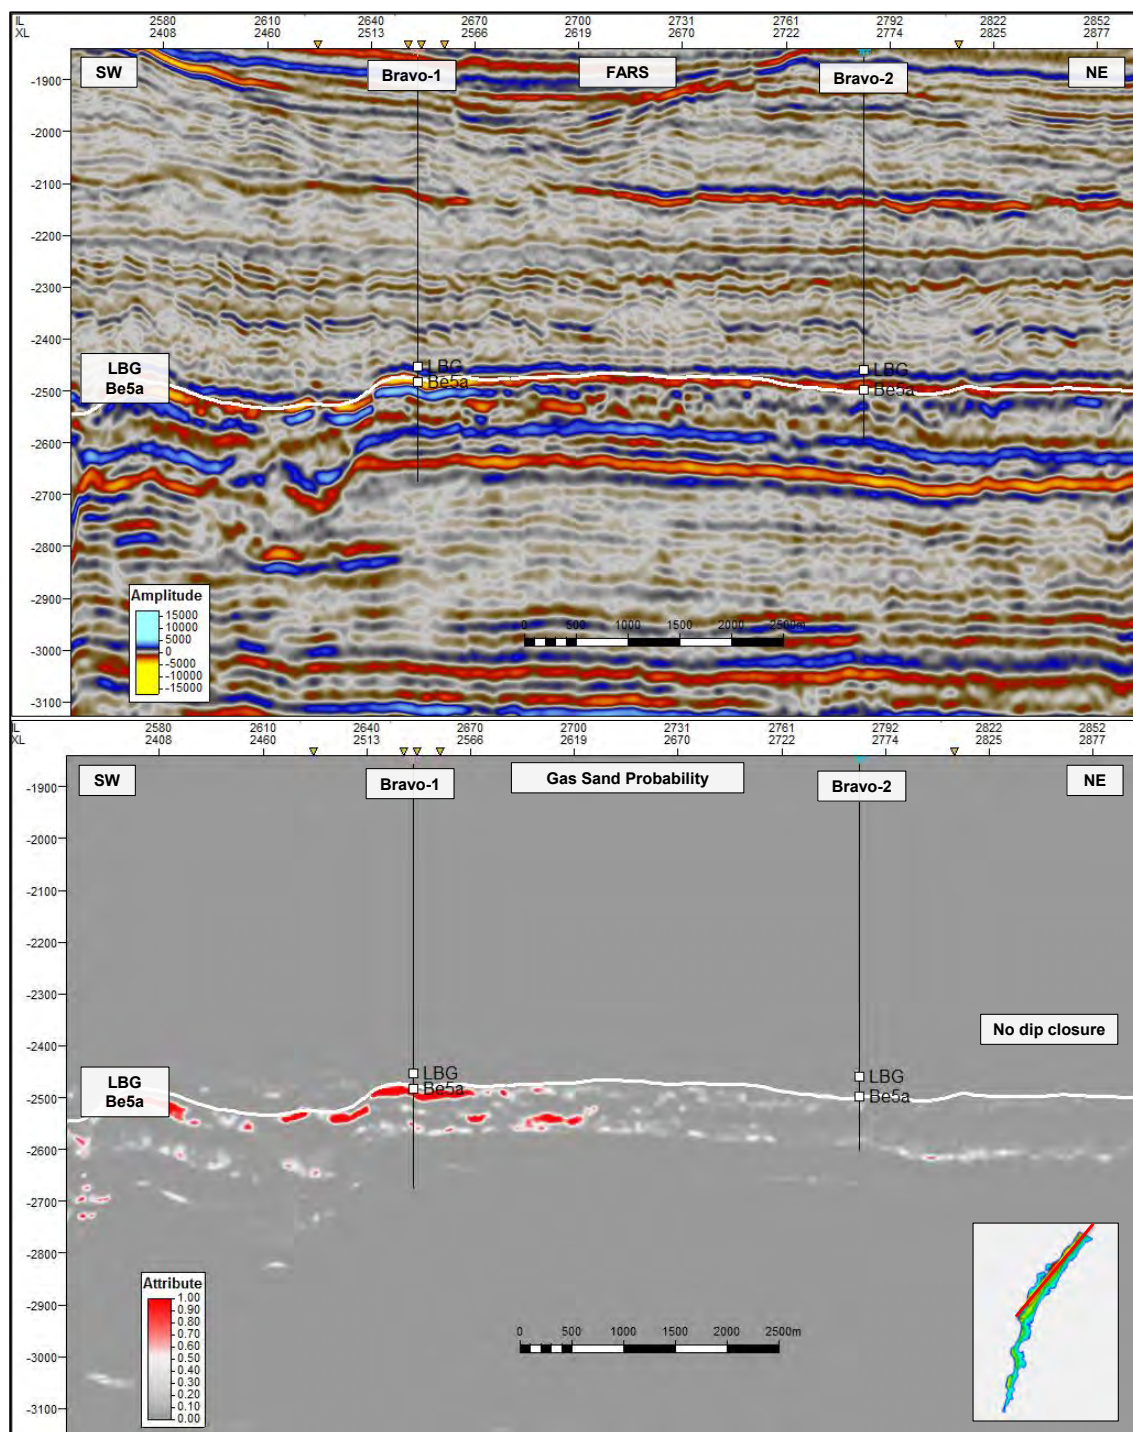 IL 2580 2610 2640 2670 2700 2731 2761 2792 2822 2852
XL 2408 2460 2513 2566 2619 2670 2722 2774 2825 2877
SW Bravo-1 FARS Bravo-2 NE
-1900
-2000
-2100
-2200
-2300
-2400
LBG LBG LBG
Be5a Be5a Be5a
-2500
-2600
-2700
-2800
-2900
-3000
-3100
Amplitude
15000
10000
5000
0
-5000
-10000
-15000
0 500 1000 1500 2000 2500m
IL 2580 2610 2640 2670 2700 2731 2761 2792 2822 2852
XL 2408 2460 2513 2566 2619 2670 2722 2774 2825 2877
SW Bravo-1 Gas Sand Probability Bravo-2 NE
-1900
-2000
-2100
-2200
-2300
-2400
No dip closure
LBG LBG LBG
Be5a Be5a Be5a
-2500
-2600
-2700
-2800
-2900
-3000
-3100
Attribute
1.00
0.90
0.80
0.70
0.60
0.50
0.40
0.30
0.20
0.10
0.00
0 500 1000 1500 2000 2500m